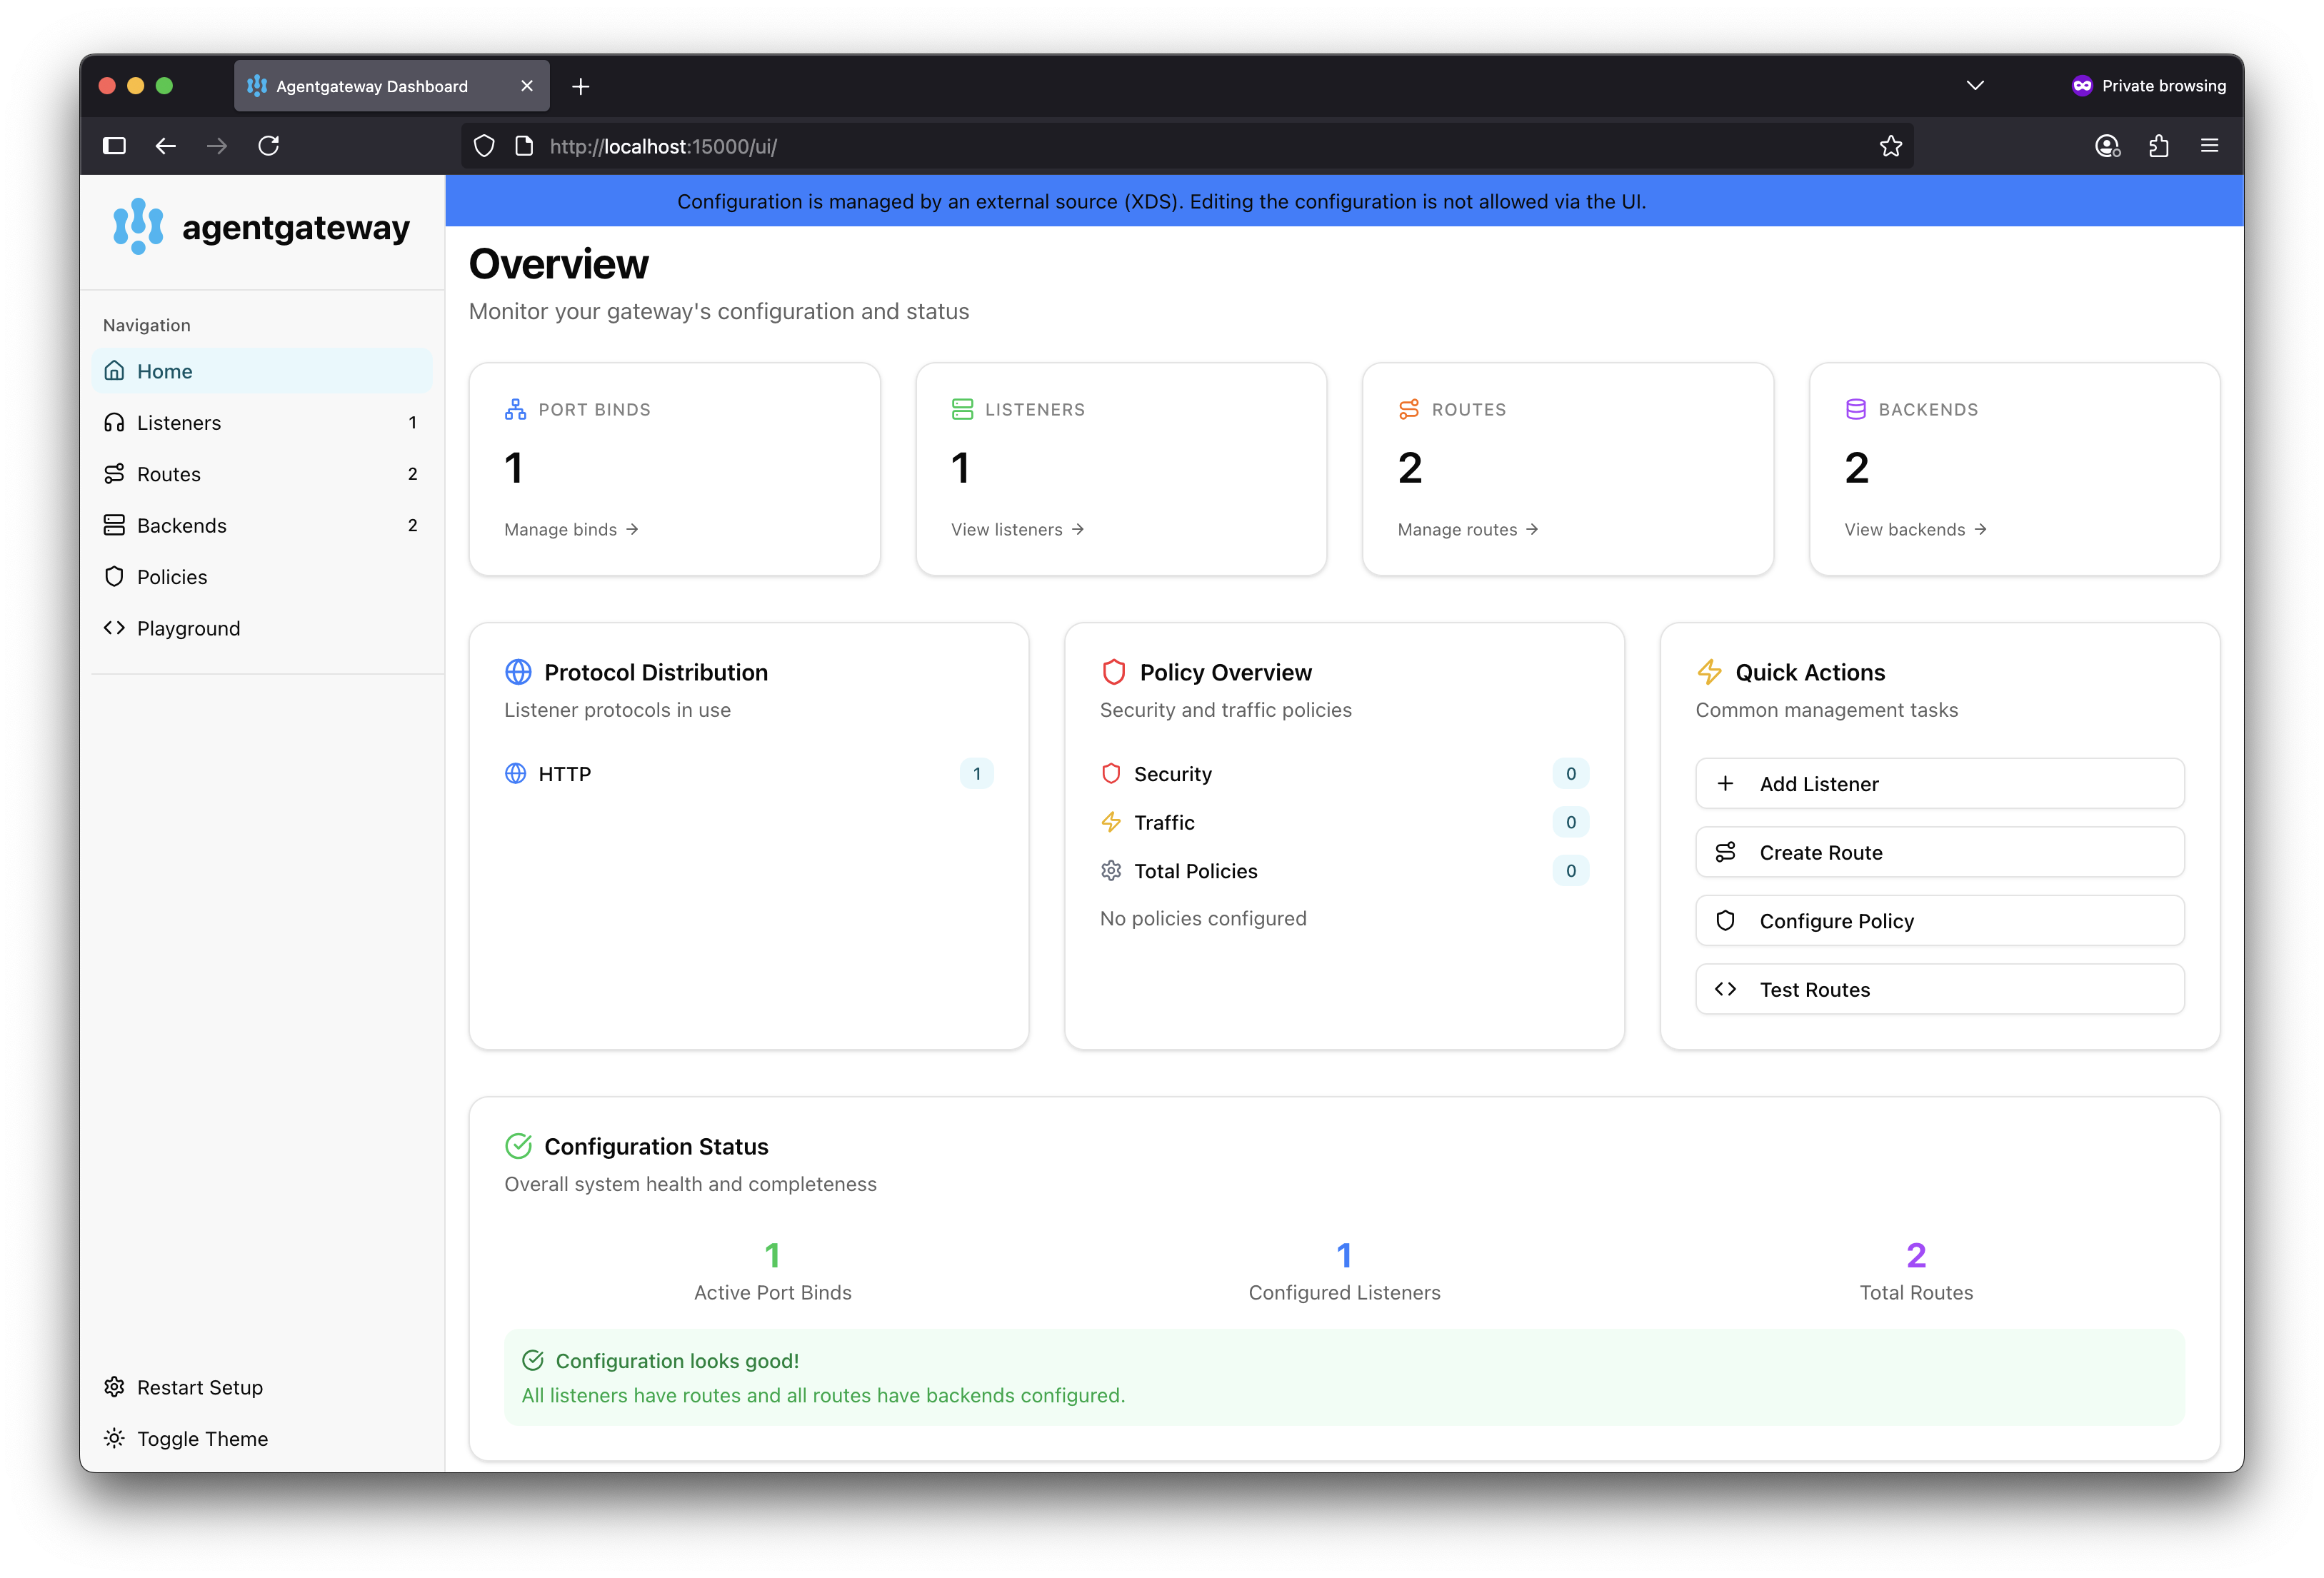 Agentgateway Dashboard
Private browsing
http://localhost:15000/ui/
agentgateway
Navigation
Home
Listeners 1
Routes 2
Backends 2
Policies
Playground
Restart Setup
Toggle Theme
Configuration is managed by an external source (XDS). Editing the configuration is not allowed via the UI.
Overview
Monitor your gateway's configuration and status
PORT BINDS
1
Manage binds →
LISTENERS
1
View listeners →
ROUTES
2
Manage routes →
BACKENDS
2
View backends →
Protocol Distribution
Listener protocols in use
HTTP 1
Policy Overview
Security and traffic policies
Security 0
Traffic 0
Total Policies 0
No policies configured
Quick Actions
Common management tasks
Add Listener
Create Route
Configure Policy
Test Routes
Configuration Status
Overall system health and completeness
1
Active Port Binds
1
Configured Listeners
2
Total Routes
Configuration looks good!
All listeners have routes and all routes have backends configured.